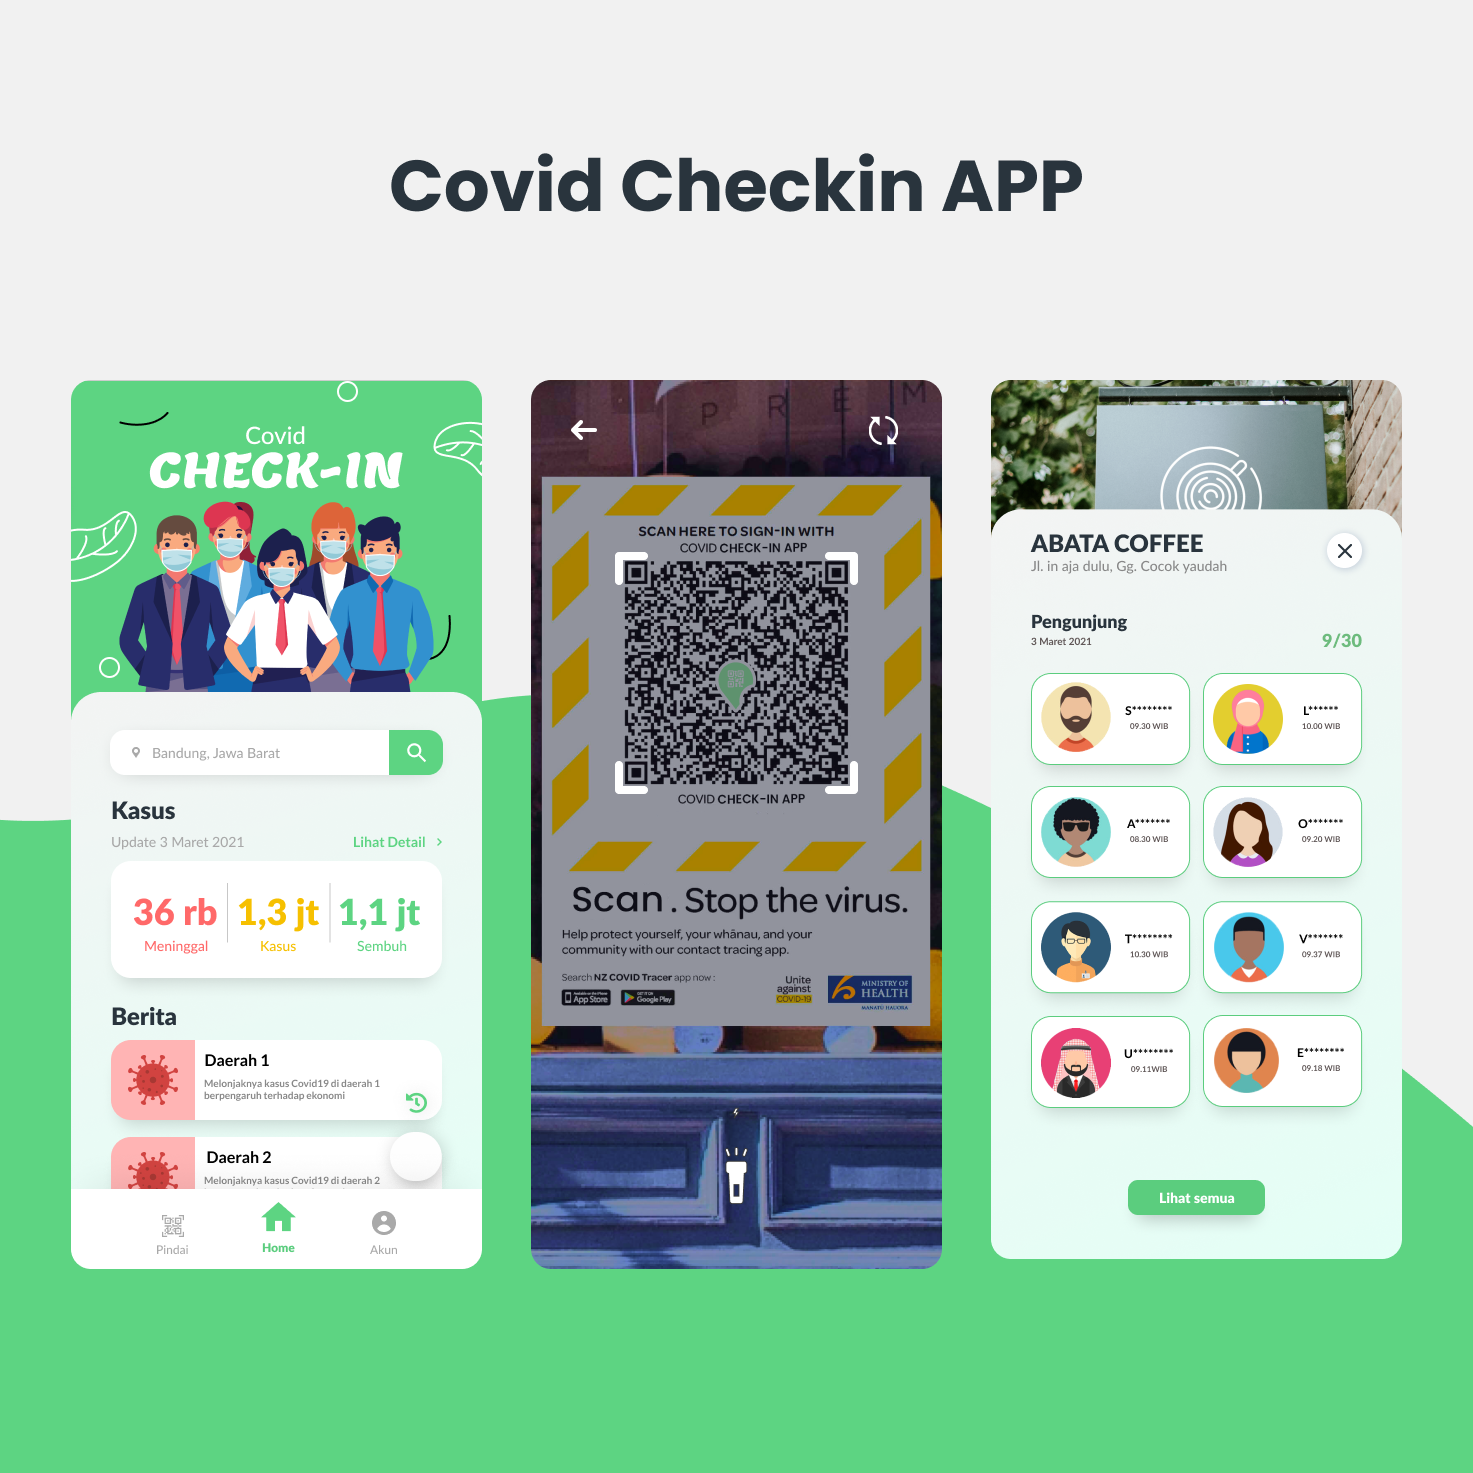 Covid Checkin APP
Covid
CHECK-IN
Bandung, Jawa Barat
Kasus
Update 3 Maret 2021
Lihat Detail
36 rb
1,3 jt
1,1 jt
Meninggal
Kasus
Sembuh
Berita
Daerah 1
Melonjaknya kasus Covid19 di daerah 1
berpengaruh terhadap ekonomi
Daerah 2
Melonjaknya kasus Covid19 di daerah 2
Pindai
Home
Akun
P R E M
SCAN HERE TO SIGN-IN WITH
COVID CHECK-IN APP
COVID CHECK-IN APP
Scan. Stop the virus.
Help protect yourself, your whānau, and your
community with our contact tracing app.
Search NZ COVID Tracer app now :
Available on the iPhone
App Store
GET IT ON
Google Play
Unite
against
COVID-19
MINISTRY OF
HEALTH
MANATŪ HAUORA
ABATA COFFEE
Jl. in aja dulu, Gg. Cocok yaudah
Pengunjung
3 Maret 2021
9/30
S********
09.30 WIB
L******
10.00 WIB
A*******
08.30 WIB
O*******
09.20 WIB
T********
10.30 WIB
V*******
09.37 WIB
U********
09.11WIB
E********
09.18 WIB
Lihat semua